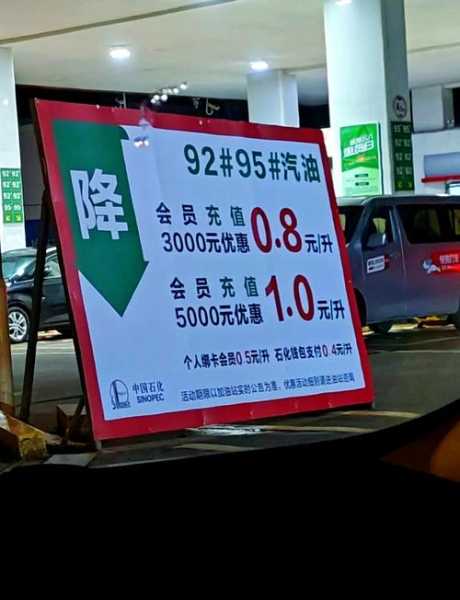 降
92#95#汽油
会员充值
3000元优惠0.8元/升
会员充值
5000元优惠1.0元/升
个人绑卡会员0.5元/升 石化钱包支付0.4元/升
中国石化
SINOPEC
活动期限以加油站实时公告为准，优惠活动细则请进油站咨询